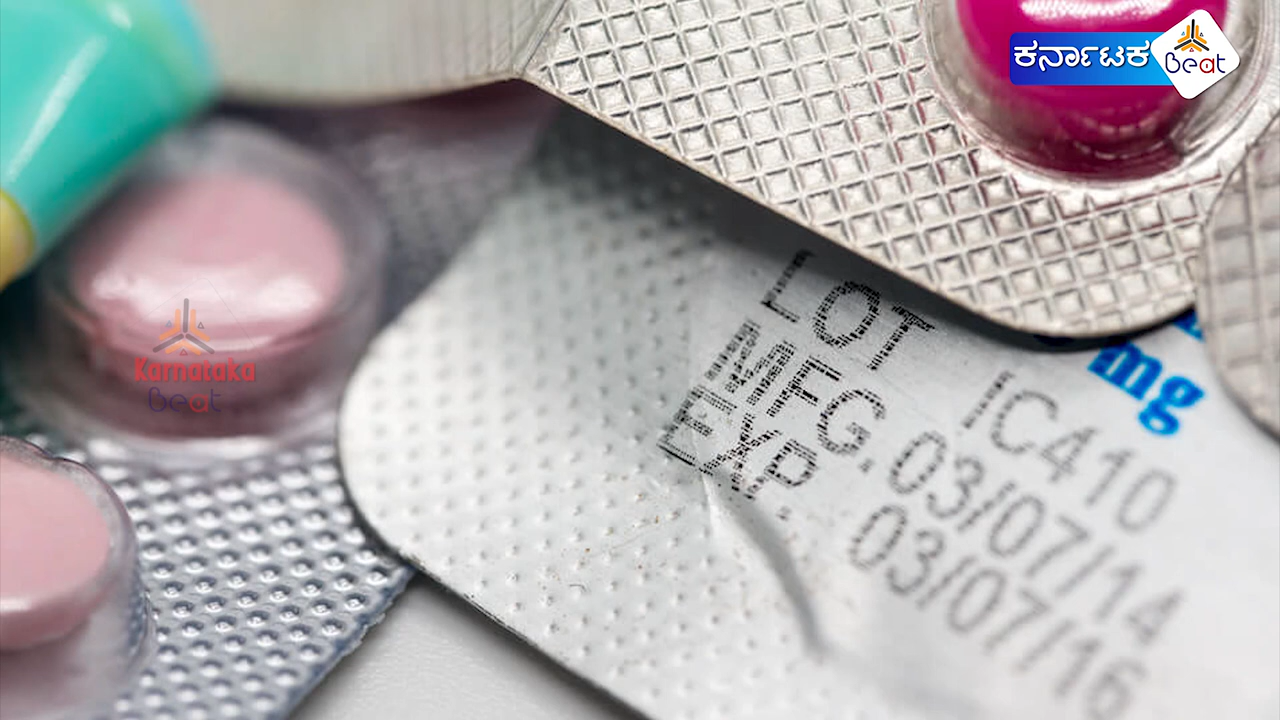 ಕರ್ನಾಟಕ
Beat
LOT IC410
MFG. 03/07/14
EXP. 03/07/16
mg
Karnataka
Beat